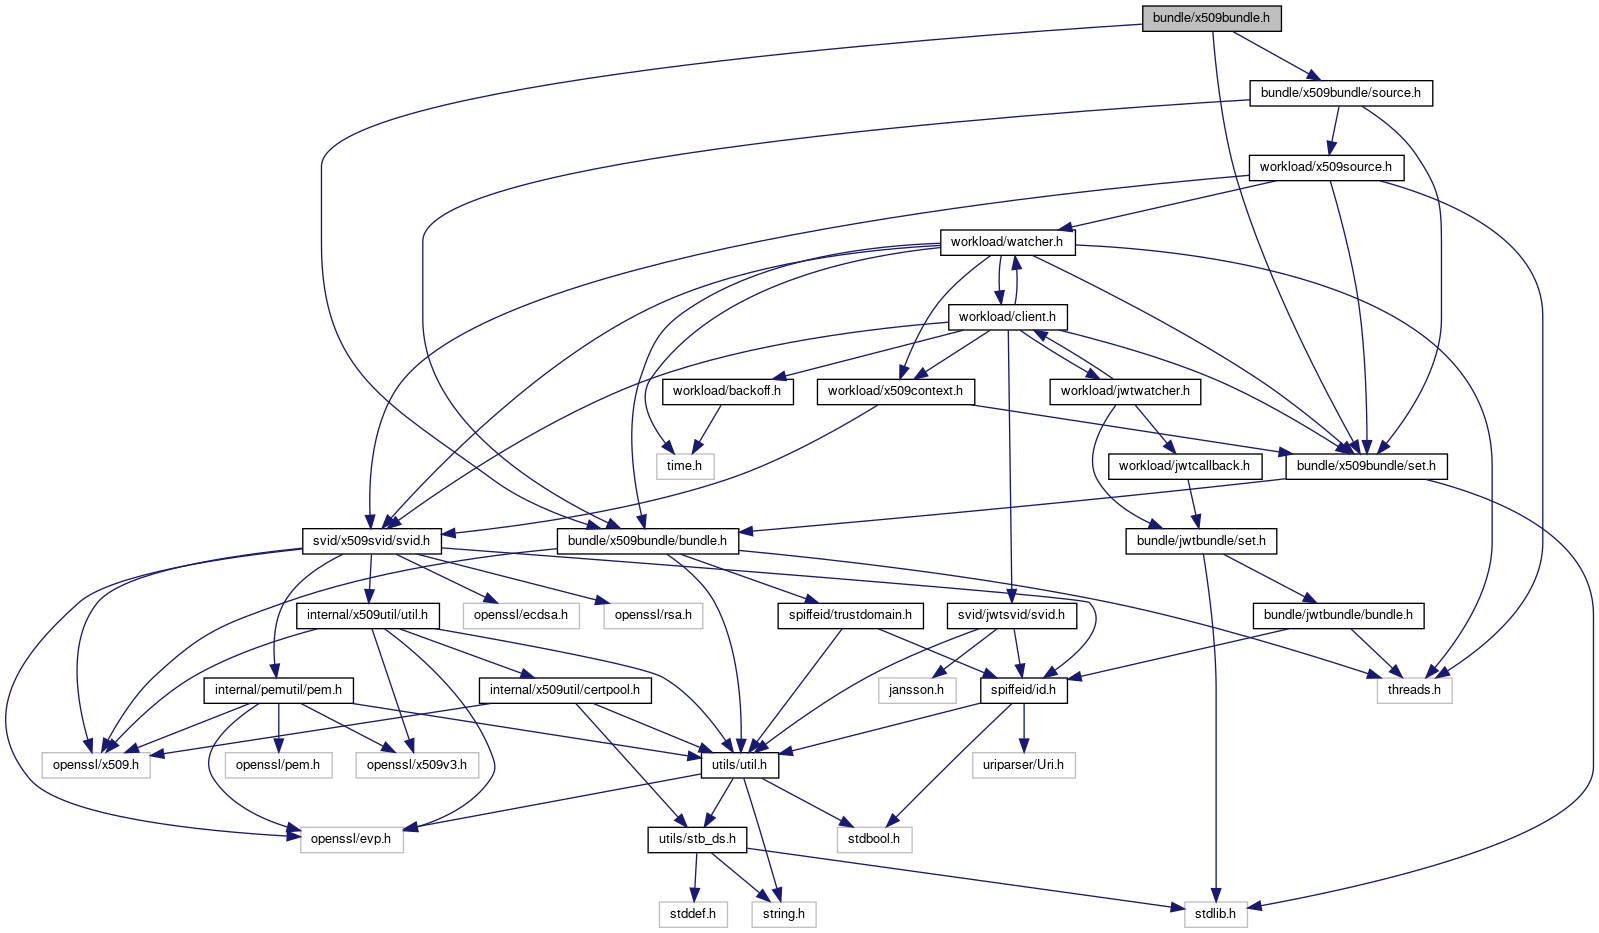 bundle/x509bundle.h
bundle/x509bundle/source.h
workload/x509source.h
workload/watcher.h
workload/client.h
workload/backoff.h
workload/x509context.h
workload/jwtwatcher.h
time.h
workload/jwtcallback.h
bundle/x509bundle/set.h
svid/x509svid/svid.h
bundle/x509bundle/bundle.h
bundle/jwtbundle/set.h
internal/x509util/util.h
openssl/ecdsa.h
openssl/rsa.h
spiffeid/trustdomain.h
svid/jwtsvid/svid.h
bundle/jwtbundle/bundle.h
internal/pemutil/pem.h
internal/x509util/certpool.h
jansson.h
spiffeid/id.h
threads.h
openssl/x509.h
openssl/pem.h
openssl/x509v3.h
utils/util.h
uriparser/Uri.h
openssl/evp.h
utils/stb_ds.h
stdbool.h
stddef.h
string.h
stdlib.h